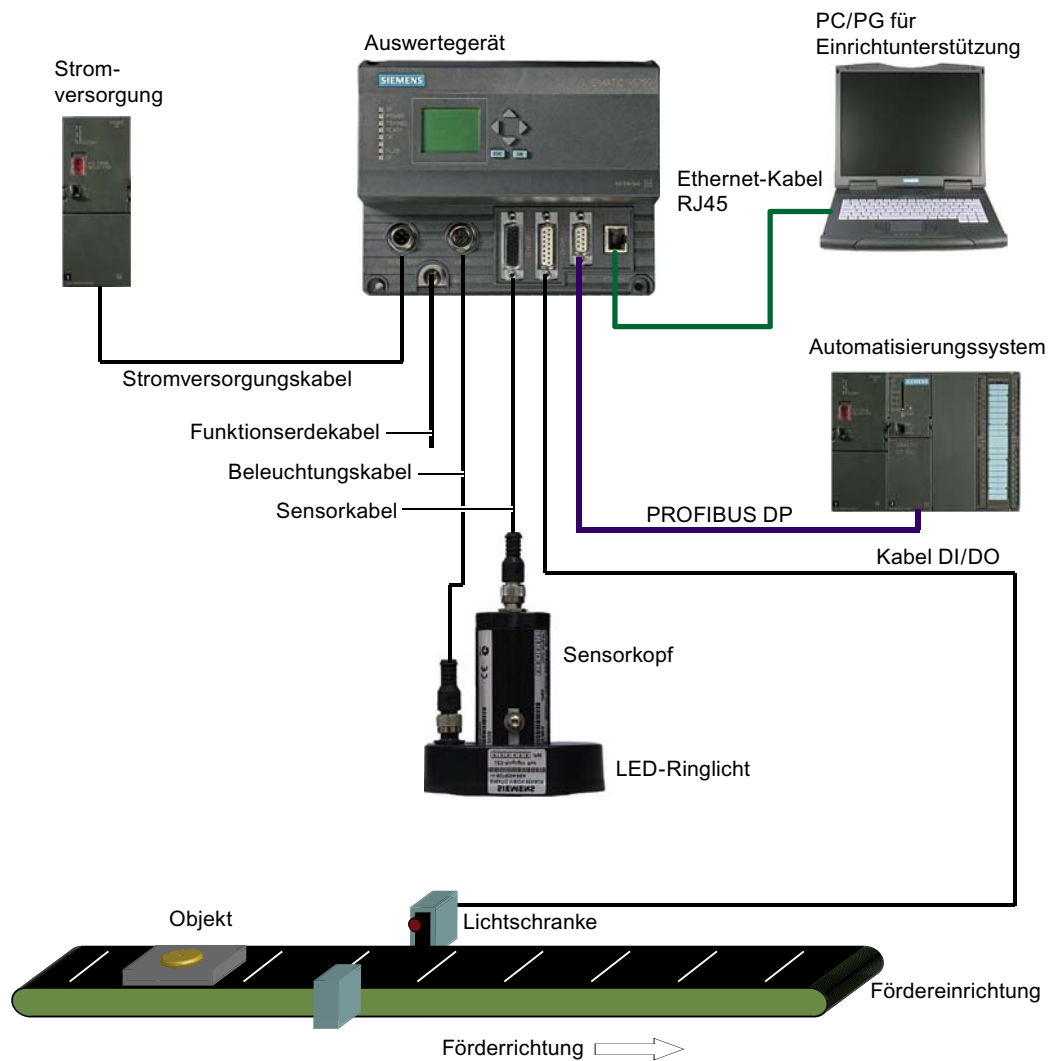 PC/PG für
Einrichtunterstützung
Auswertegerät
Strom-
versorgung
SIEMENS
Ethernet-Kabel
RJ45
Automatisierungssystem
Stromversorgungskabel
Funktionserdekabel
Beleuchtungskabel
Sensorkabel
PROFIBUS DP
Kabel DI/DO
Sensorkopf
LED-Ringlicht
SIEMENS
Objekt
Lichtschranke
Fördereinrichtung
Förderrichtung